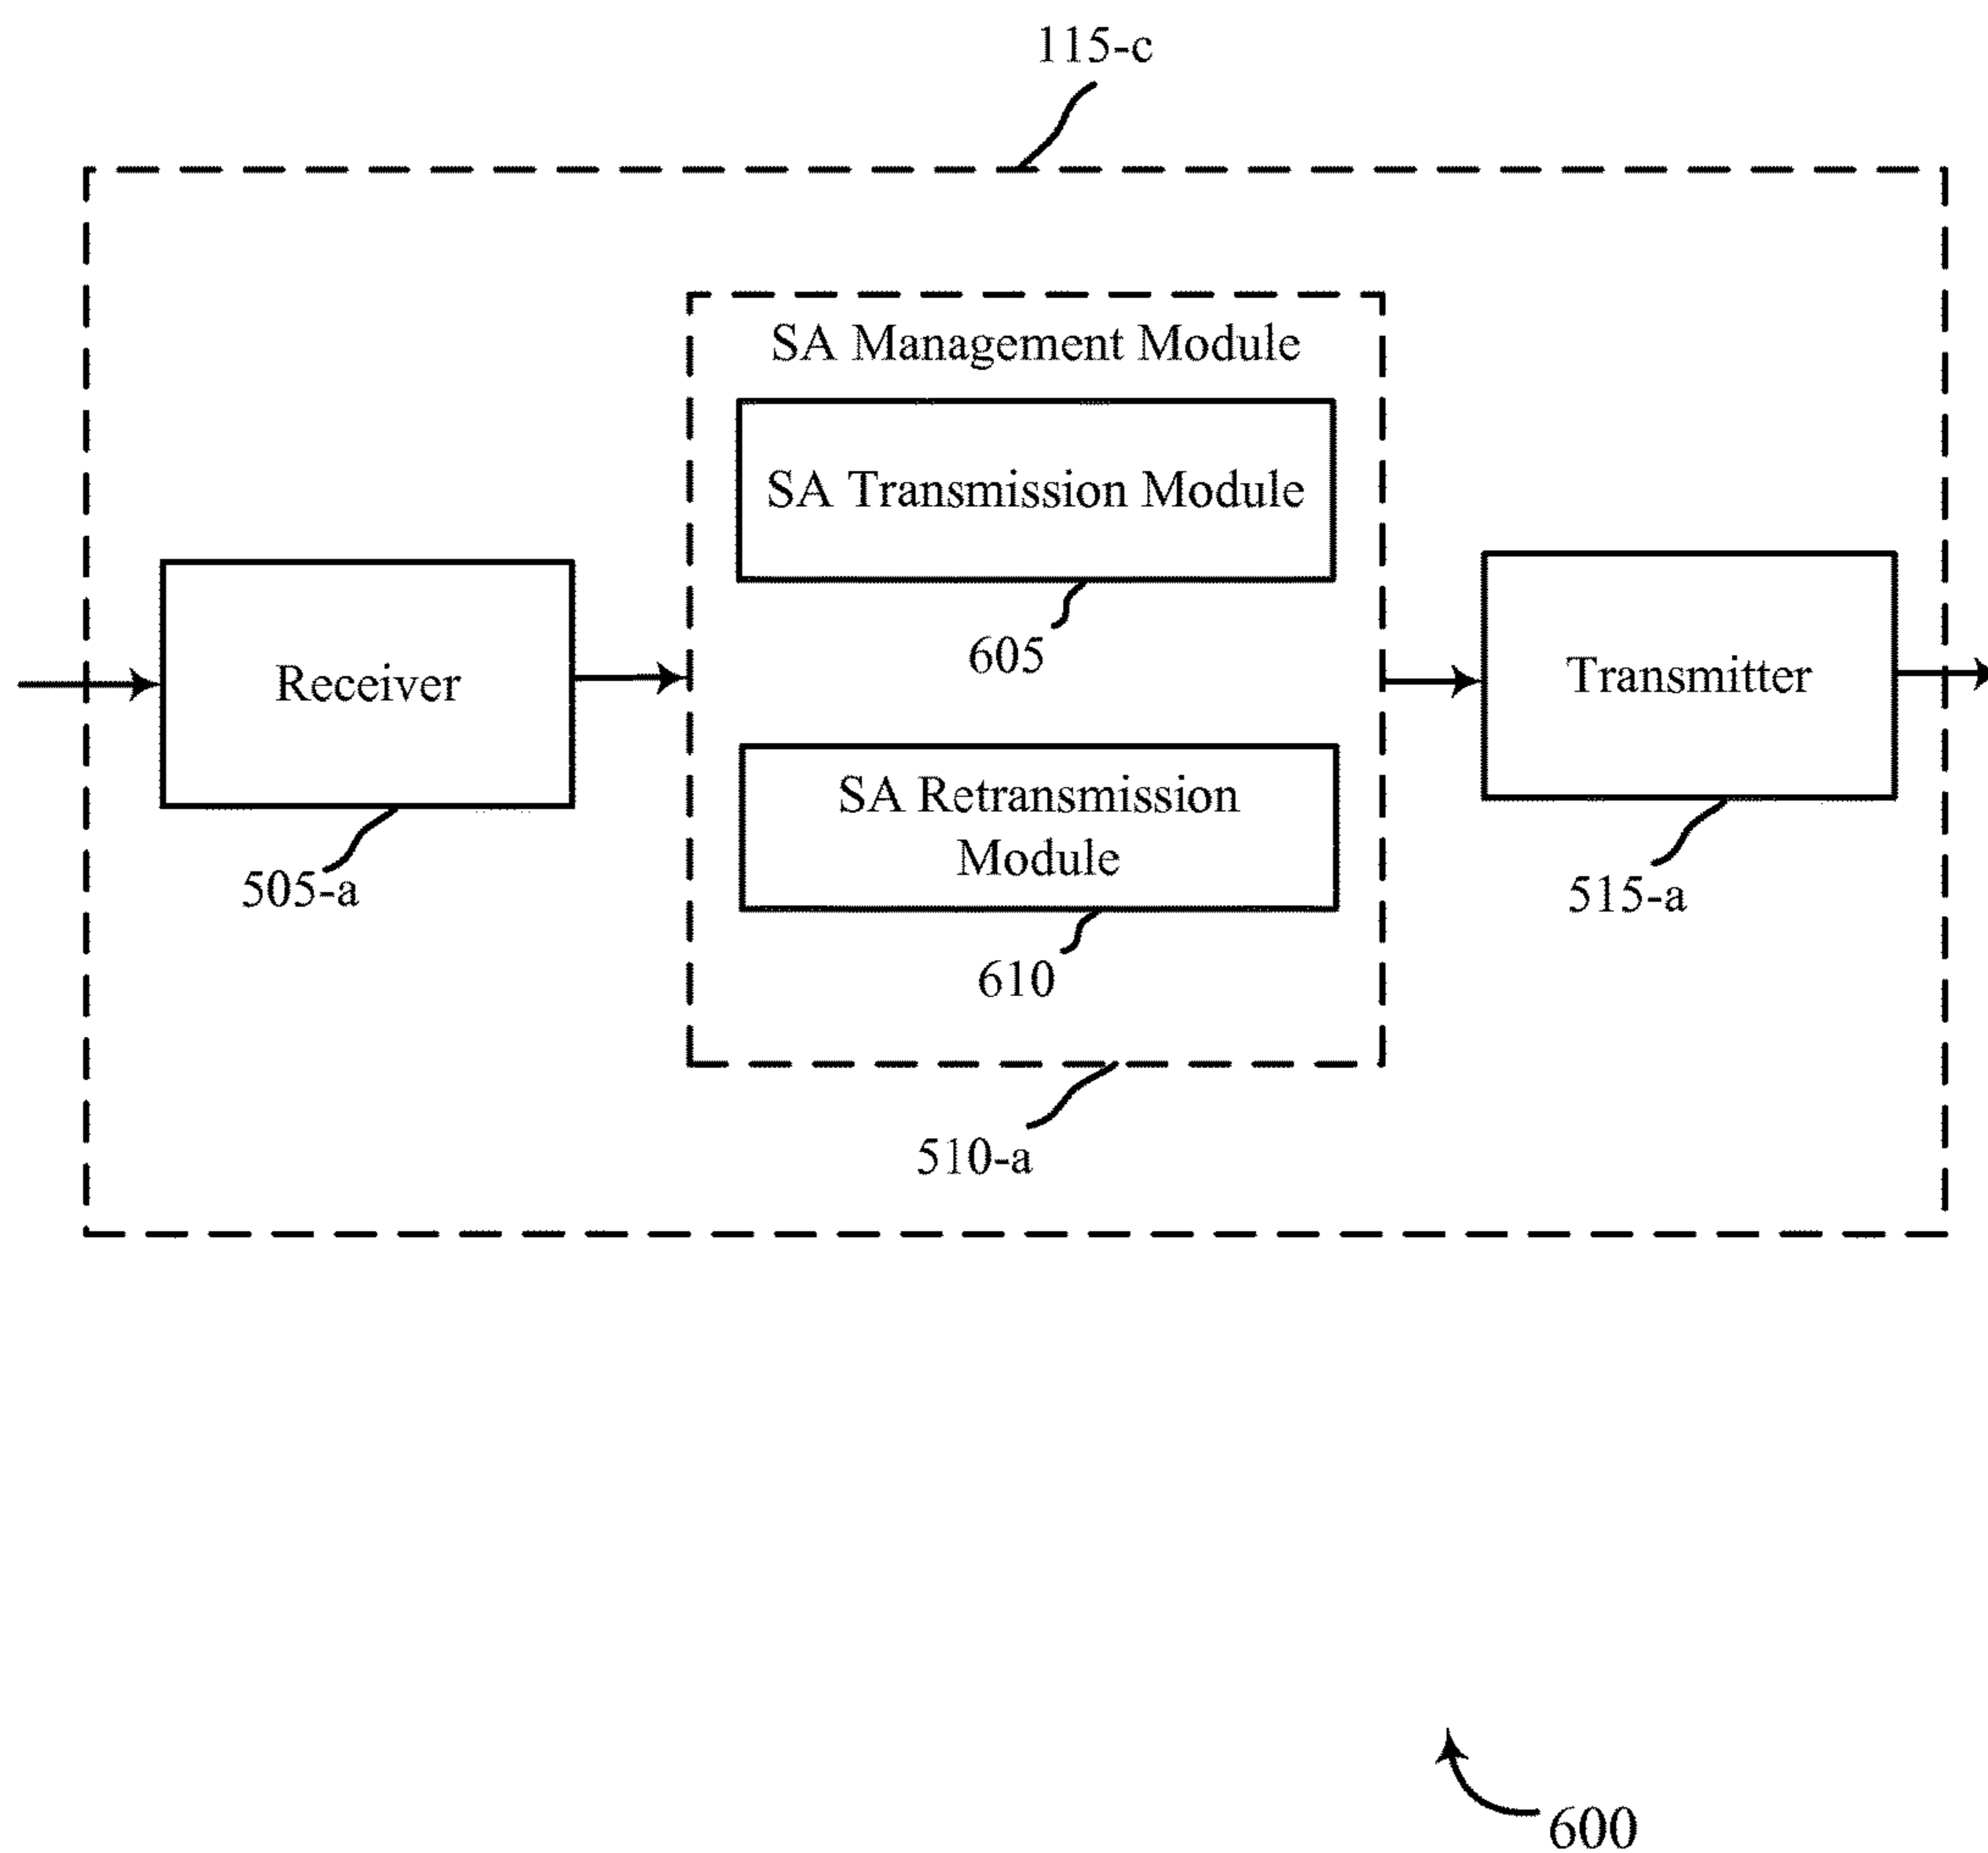 115-c
SA Management Module
SA Transmission Module
605
Receiver
Transmitter
SA Retransmission
Module
505-a
515-a
610
510-a
600